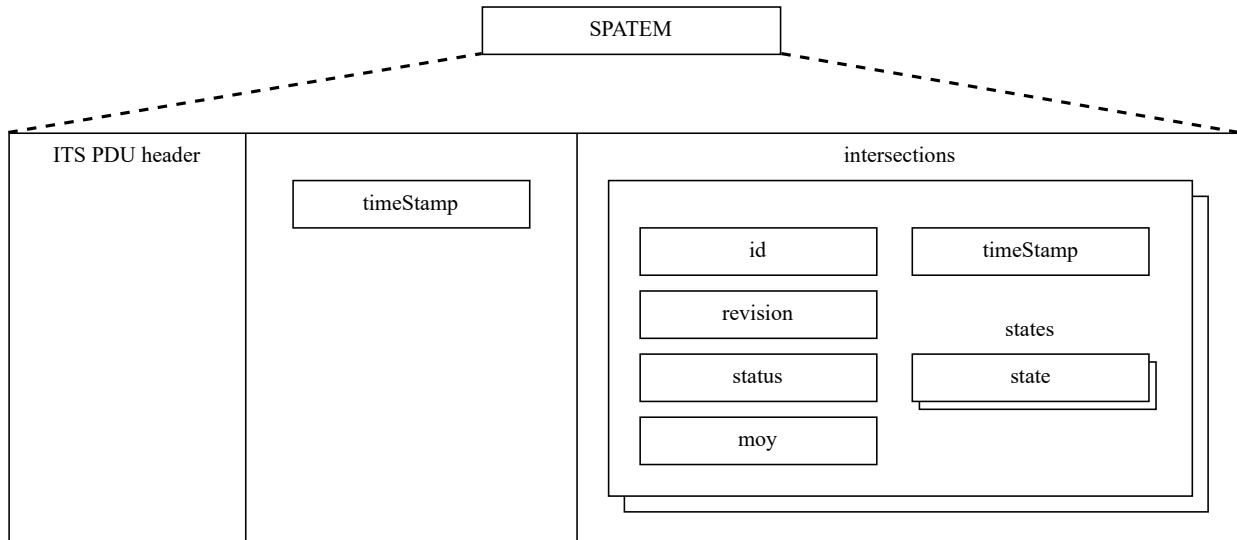 SPATEM
ITS PDU header
timeStamp
intersections
id
revision
status
moy
timeStamp
states
state